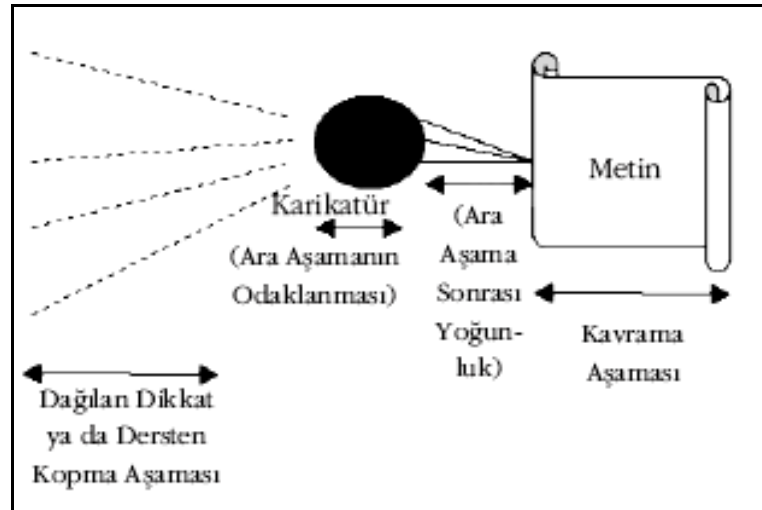 Metin
Karikatür
(Ara Aşamanın
Odaklanması)
(Ara
Aşama
Sonrası
Yoğun-
luk)
Kavrama
Aşaması
Dağılan Dikkat
ya da Dersten
Kopma Aşaması